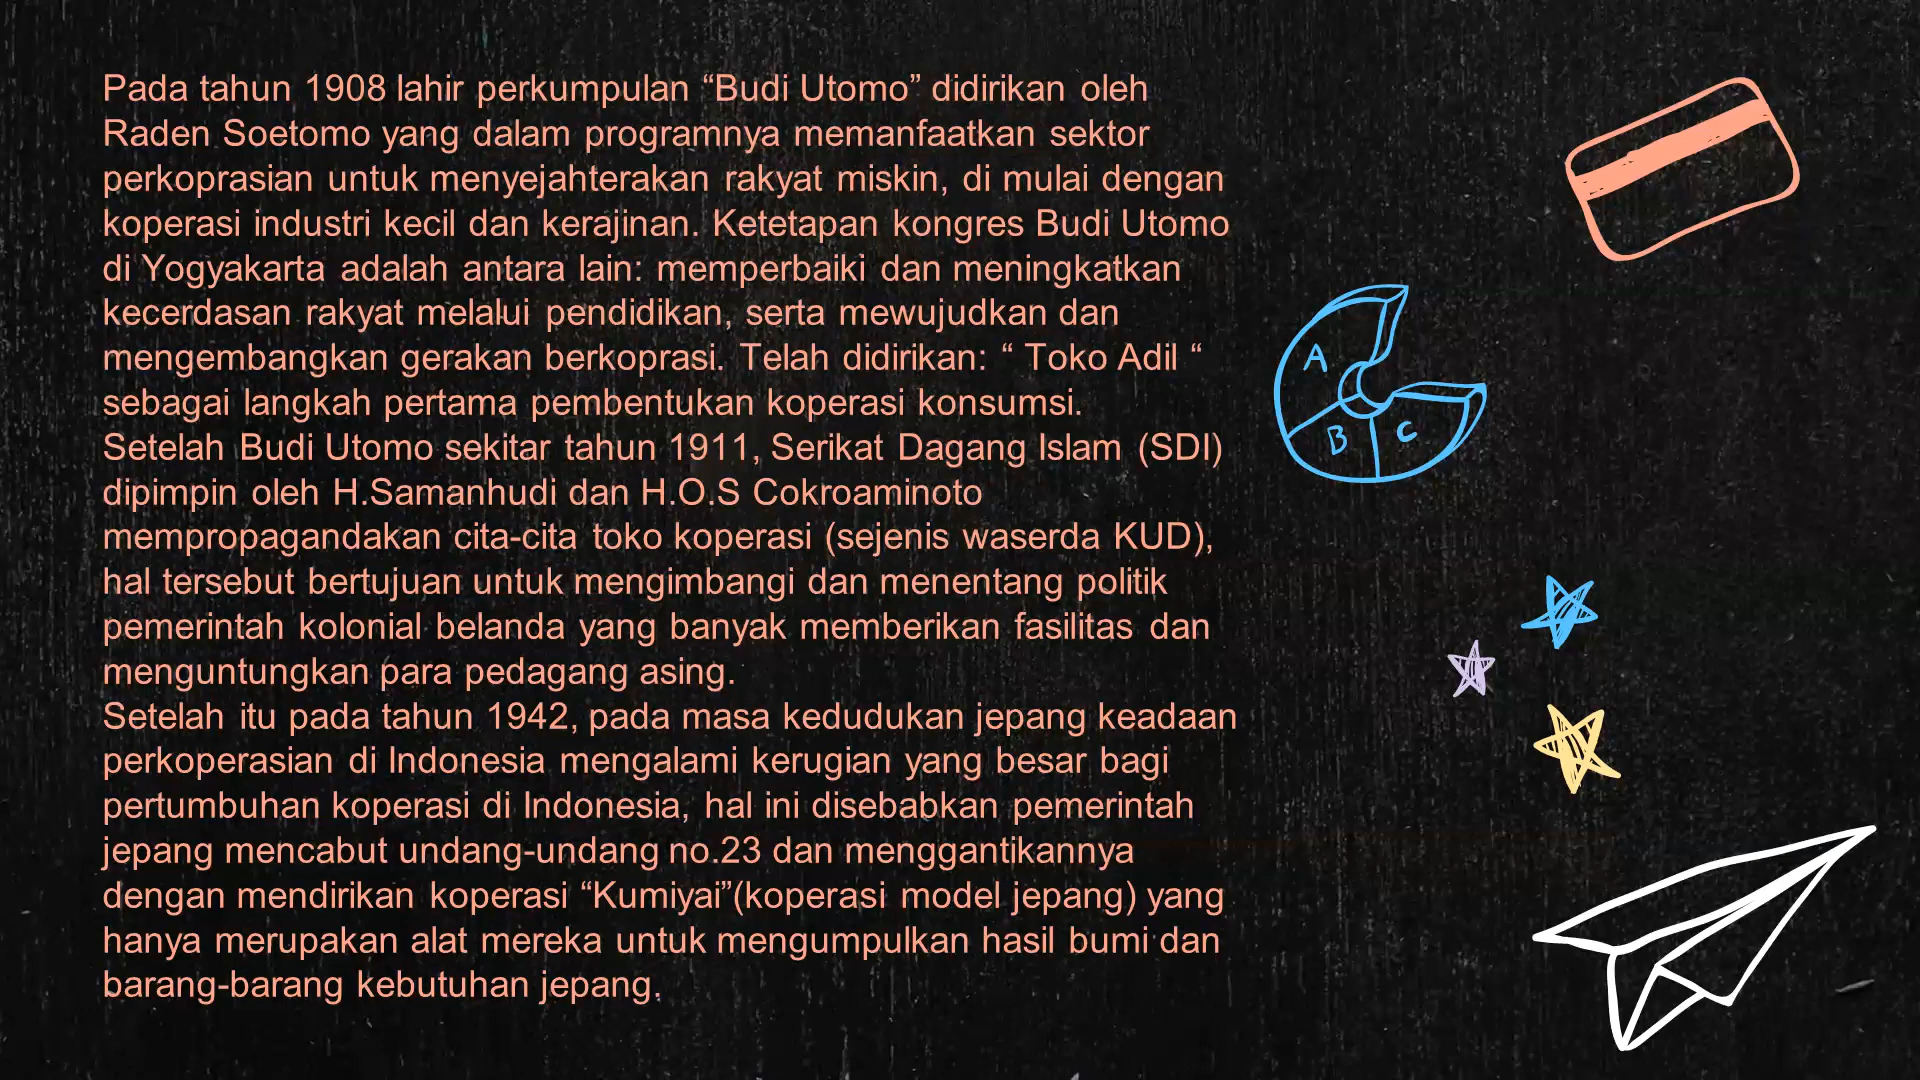 Pada tahun 1908 lahir perkumpulan “Budi Utomo” didirikan oleh
Raden Soetomo yang dalam programnya memanfaatkan sektor
perkoprasian untuk menyejahterakan rakyat miskin, di mulai dengan
koperasi industri kecil dan kerajinan. Ketetapan kongres Budi Utomo
di Yogyakarta adalah antara lain: memperbaiki dan meningkatkan
kecerdasan rakyat melalui pendidikan, serta mewujudkan dan
mengembangkan gerakan berkoprasi. Telah didirikan: “ Toko Adil “
sebagai langkah pertama pembentukan koperasi konsumsi.
Setelah Budi Utomo sekitar tahun 1911, Serikat Dagang Islam (SDI)
dipimpin oleh H.Samanhudi dan H.O.S Cokroaminoto
mempropagandakan cita-cita toko koperasi (sejenis waserda KUD),
hal tersebut bertujuan untuk mengimbangi dan menentang politik
pemerintah kolonial belanda yang banyak memberikan fasilitas dan
menguntungkan para pedagang asing.
Setelah itu pada tahun 1942, pada masa kedudukan jepang keadaan
perkoperasian di Indonesia mengalami kerugian yang besar bagi
pertumbuhan koperasi di Indonesia, hal ini disebabkan pemerintah
jepang mencabut undang-undang no.23 dan menggantikannya
dengan mendirikan koperasi “Kumiyai”(koperasi model jepang) yang
hanya merupakan alat mereka untuk mengumpulkan hasil bumi dan
barang-barang kebutuhan jepang.
A
B C